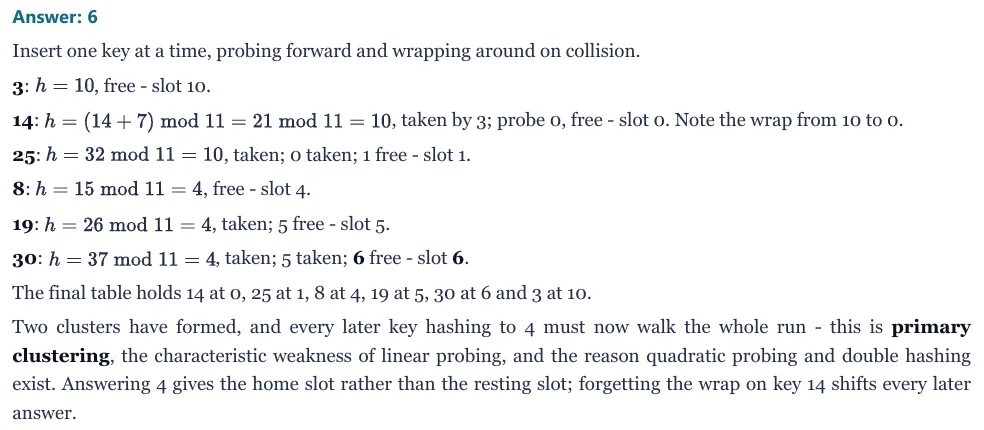 Answer: 6
Insert one key at a time, probing forward and wrapping around on collision.
3: h = 10, free - slot 10.
14: h = (14 + 7) mod 11 = 21 mod 11 = 10, taken by 3; probe 0, free - slot 0. Note the wrap from 10 to 0.
25: h = 32 mod 11 = 10, taken; 0 taken; 1 free - slot 1.
8: h = 15 mod 11 = 4, free - slot 4.
19: h = 26 mod 11 = 4, taken; 5 free - slot 5.
30: h = 37 mod 11 = 4, taken; 5 taken; 6 free - slot 6.
The final table holds 14 at 0, 25 at 1, 8 at 4, 19 at 5, 30 at 6 and 3 at 10.
Two clusters have formed, and every later key hashing to 4 must now walk the whole run - this is primary
clustering, the characteristic weakness of linear probing, and the reason quadratic probing and double hashing
exist. Answering 4 gives the home slot rather than the resting slot; forgetting the wrap on key 14 shifts every later
answer.